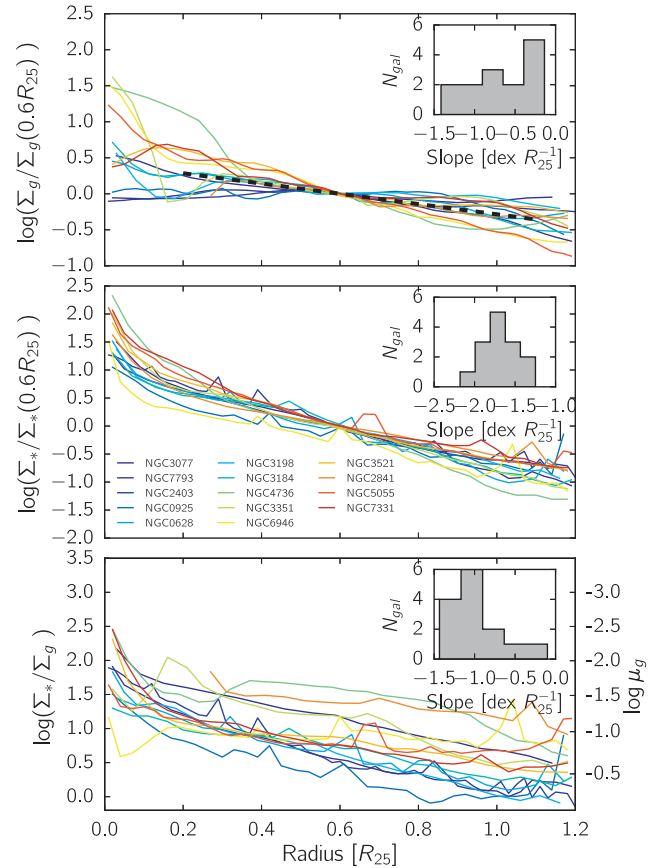 log(Σg/Σg(0.6R25))
2.5
2.0
1.5
1.0
0.5
0.0
−0.5
−1.0
Ngal
6
4
2
0
−1.5 −1.0 −0.5 0.0
Slope [dex R25^−1]
log(Σ*/Σ*(0.6R25))
2.5
2.0
1.5
1.0
0.5
0.0
−0.5
−1.0
−1.5
−2.0
Ngal
6
4
2
0
−2.5 −2.0 −1.5 −1.0 −0.8
Slope [dex R25^−1]
NGC3077 NGC3198 NGC3521
NGC7793 NGC3184 NGC2841
NGC2403 NGC4736 NGC5055
NGC0925 NGC3351 NGC7331
NGC0628 NGC6946
log(Σ*/Σg)
3.5
3.0
2.5
2.0
1.5
1.0
0.5
0.0
Ngal
6
4
2
0
−1.5 −1.0 −0.5 0.0
Slope [dex R25^−1]
-3.0
-2.5
-2.0
-1.5
-1.0
-0.5
log μg
0.0 0.2 0.4 0.6 0.8 1.0 1.2
Radius [R25]